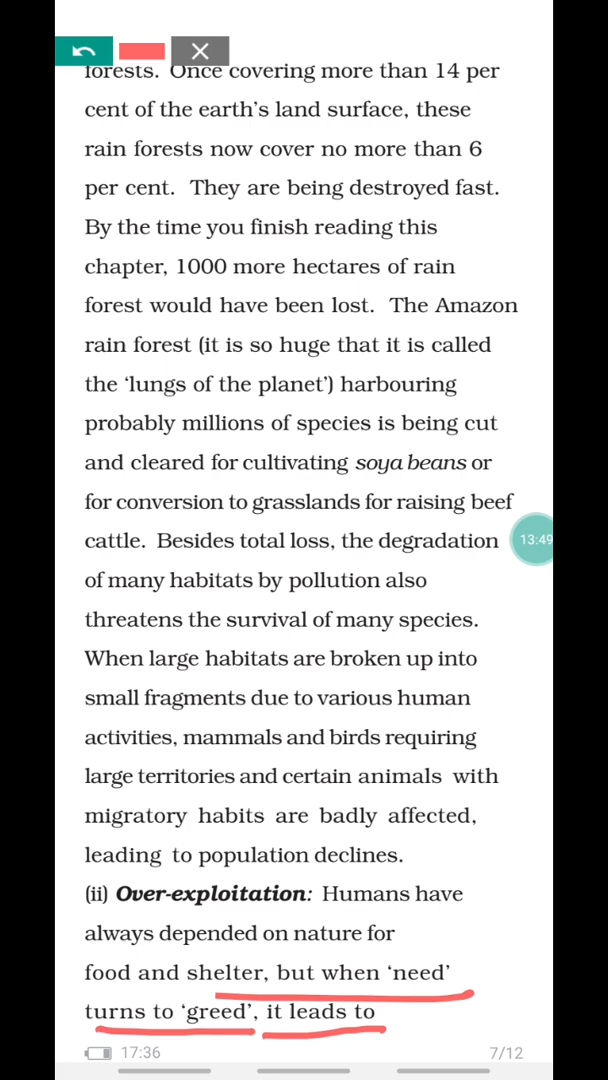 forests. Once covering more than 14 per
cent of the earth's land surface, these
rain forests now cover no more than 6
per cent. They are being destroyed fast.
By the time you finish reading this
chapter, 1000 more hectares of rain
forest would have been lost. The Amazon
rain forest (it is so huge that it is called
the ‘lungs of the planet’) harbouring
probably millions of species is being cut
and cleared for cultivating soya beans or
for conversion to grasslands for raising beef
cattle. Besides total loss, the degradation
13:49
of many habitats by pollution also
threatens the survival of many species.
When large habitats are broken up into
small fragments due to various human
activities, mammals and birds requiring
large territories and certain animals with
migratory habits are badly affected,
leading to population declines.
(ii) Over-exploitation: Humans have
always depended on nature for
food and shelter, but when ‘need’
turns to ‘greed’, it leads to
17:36 7/12